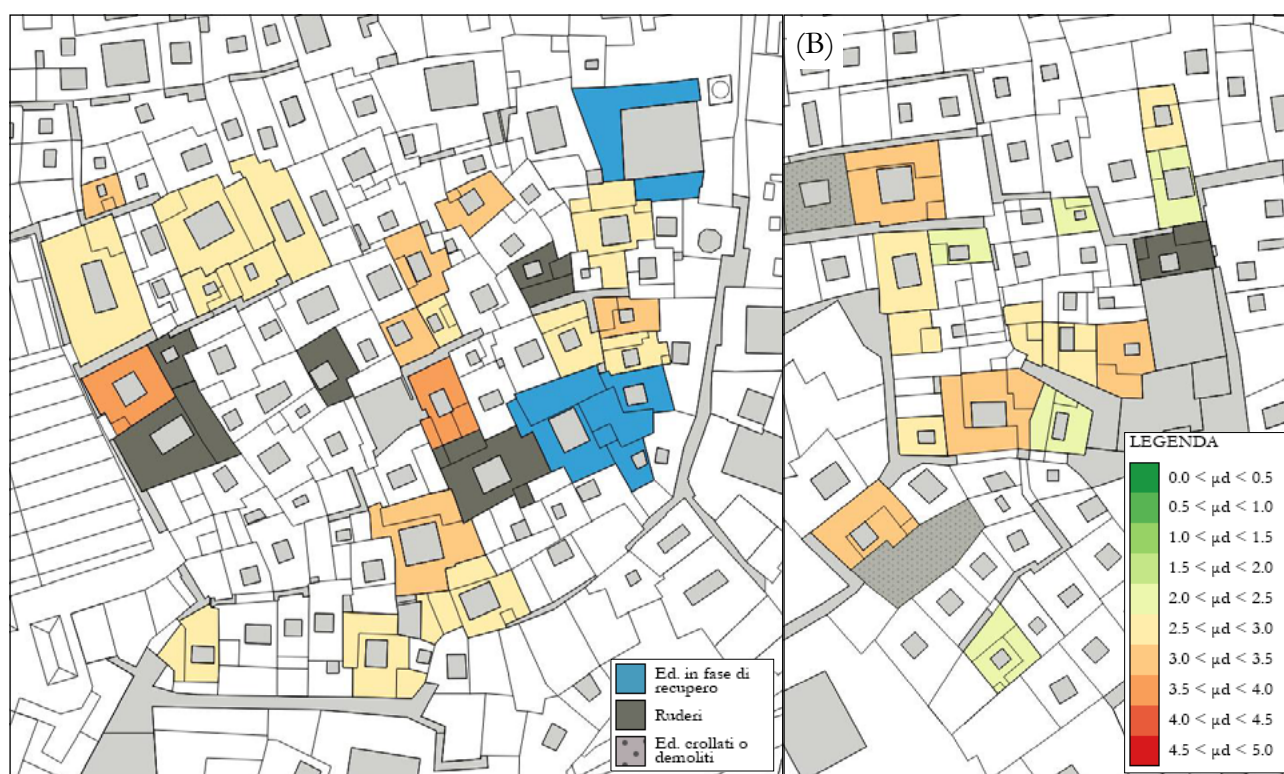 (B)
Ed. in fase di
recupero
Ruderi
Ed. crollati o
demoliti
LEGENDA
0.0 < μd < 0.5
0.5 < μd < 1.0
1.0 < μd < 1.5
1.5 < μd < 2.0
2.0 < μd < 2.5
2.5 < μd < 3.0
3.0 < μd < 3.5
3.5 < μd < 4.0
4.0 < μd < 4.5
4.5 < μd < 5.0